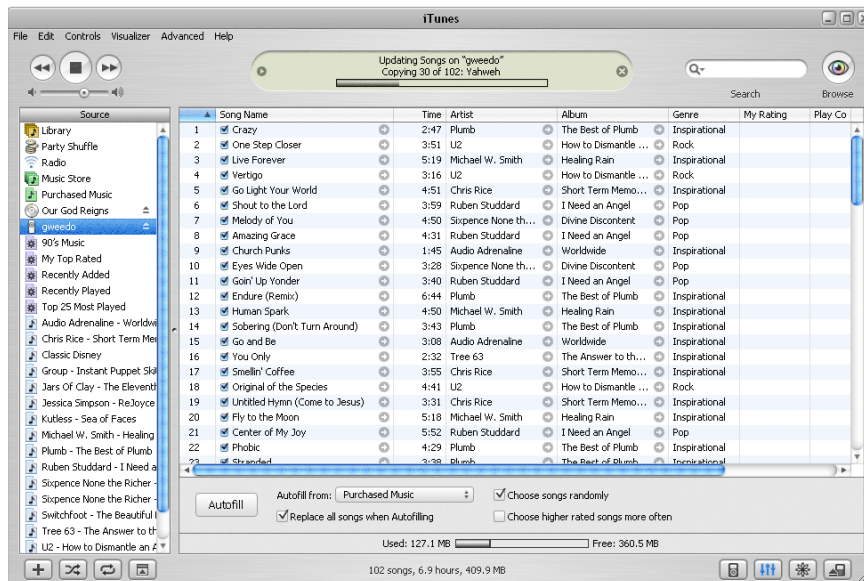 iTunes
File Edit Controls Visualizer Advanced Help
Updating Songs on "gweedo"
Copying 30 of 102: Yahweh
Search
Browse
Source
Library
Party Shuffle
Radio
Music Store
Purchased Music
Our God Reigns
gweedo
90's Music
My Top Rated
Recently Added
Recently Played
Top 25 Most Played
Audio Adrenaline - Worldwi
Chris Rice - Short Term Me
Classic Disney
Group - Instant Puppet Ski
Jars Of Clay - The Eleventh
Jessica Simpson - ReJoyce
Kutless - Sea of Faces
Michael W. Smith - Healing
Plumb - The Best of Plumb
Ruben Studdard - I Need a
Sixpence None the Richer -
Sixpence None the Richer -
Switchfoot - The Beautiful
Tree 63 - The Answer to th
U2 - How to Dismantle an A
Song Name Time Artist Album Genre My Rating Play Co
1 Crazy 2:47 Plumb The Best of Plumb Inspirational
2 One Step Closer 3:51 U2 How to Dismantle ... Rock
3 Live Forever 5:19 Michael W. Smith Healing Rain Inspirational
4 Vertigo 3:16 U2 How to Dismantle ... Rock
5 Go Light Your World 4:51 Chris Rice Short Term Memo... Inspirational
6 Shout to the Lord 3:59 Ruben Studdard I Need an Angel Pop
7 Melody of You 4:50 Sixpence None th... Divine Discontent Pop
8 Amazing Grace 4:31 Ruben Studdard I Need an Angel Pop
9 Church Punks 1:45 Audio Adrenaline Worldwide Inspirational
10 Eyes Wide Open 3:28 Sixpence None th... Divine Discontent Pop
11 Goin' Up Yonder 3:40 Ruben Studdard I Need an Angel Pop
12 Endure (Remix) 6:44 Plumb The Best of Plumb Inspirational
13 Human Spark 4:50 Michael W. Smith Healing Rain Inspirational
14 Sobering (Don't Turn Around) 3:43 Plumb The Best of Plumb Inspirational
15 Go and Be 3:08 Audio Adrenaline Worldwide Inspirational
16 You Only 2:32 Tree 63 The Answer to th... Inspirational
17 Smellin' Coffee 3:55 Chris Rice Short Term Memo... Inspirational
18 Original of the Species 4:41 U2 How to Dismantle ... Rock
19 Untitled Hymn (Come to Jesus) 3:31 Chris Rice Short Term Memo... Inspirational
20 Fly to the Moon 5:18 Michael W. Smith Healing Rain Inspirational
21 Center of My Joy 5:52 Ruben Studdard I Need an Angel Pop
22 Phobic 4:29 Plumb The Best of Plumb Inspirational
23 Stranded 3:38 Plumb The Best of Plumb Inspirational
Autofill
Autofill from: Purchased Music
Choose songs randomly
Replace all songs when Autofilling
Choose higher rated songs more often
Used: 127.1 MB Free: 360.5 MB
102 songs, 6.9 hours, 409.9 MB